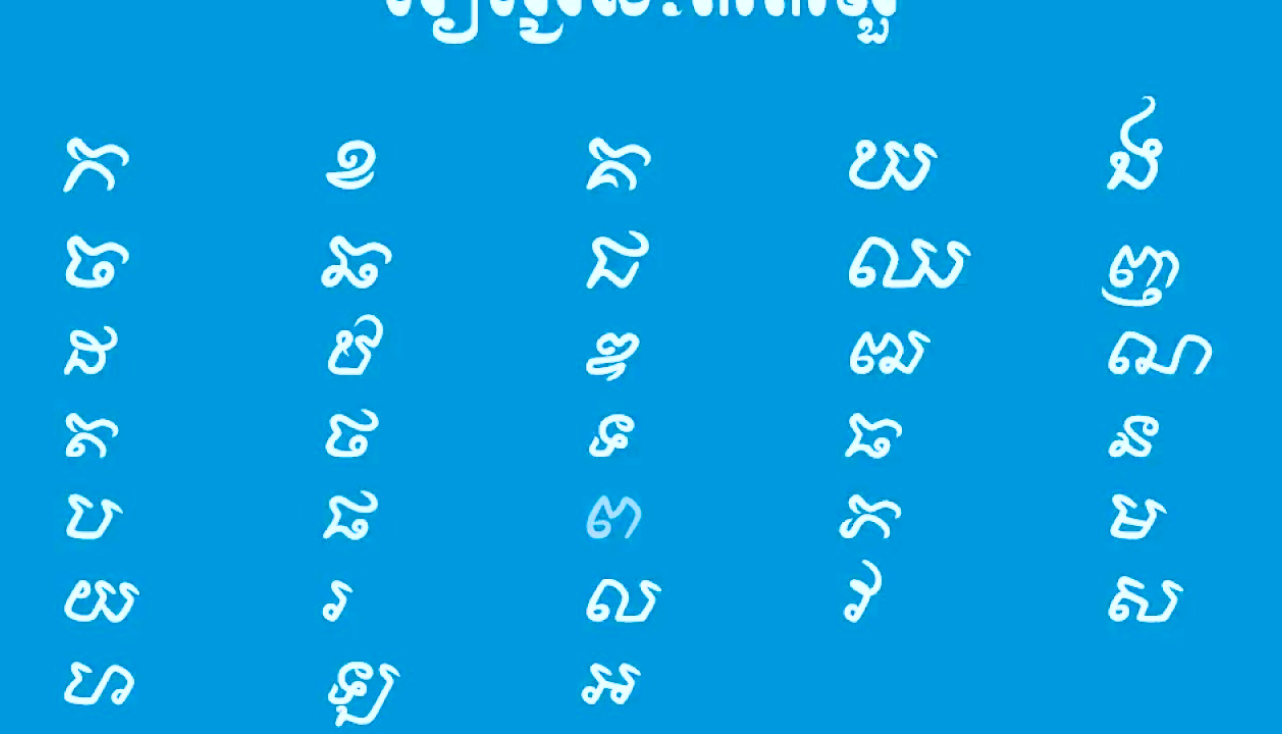 ក ខ គ ឃ ង
ច ឆ ជ ឈ ញ
ដ ឋ ឌ ឍ ណ
ត ថ ទ ធ ន
ប ផ ព ភ ម
យ រ ល វ ស
ហ ឡ អ